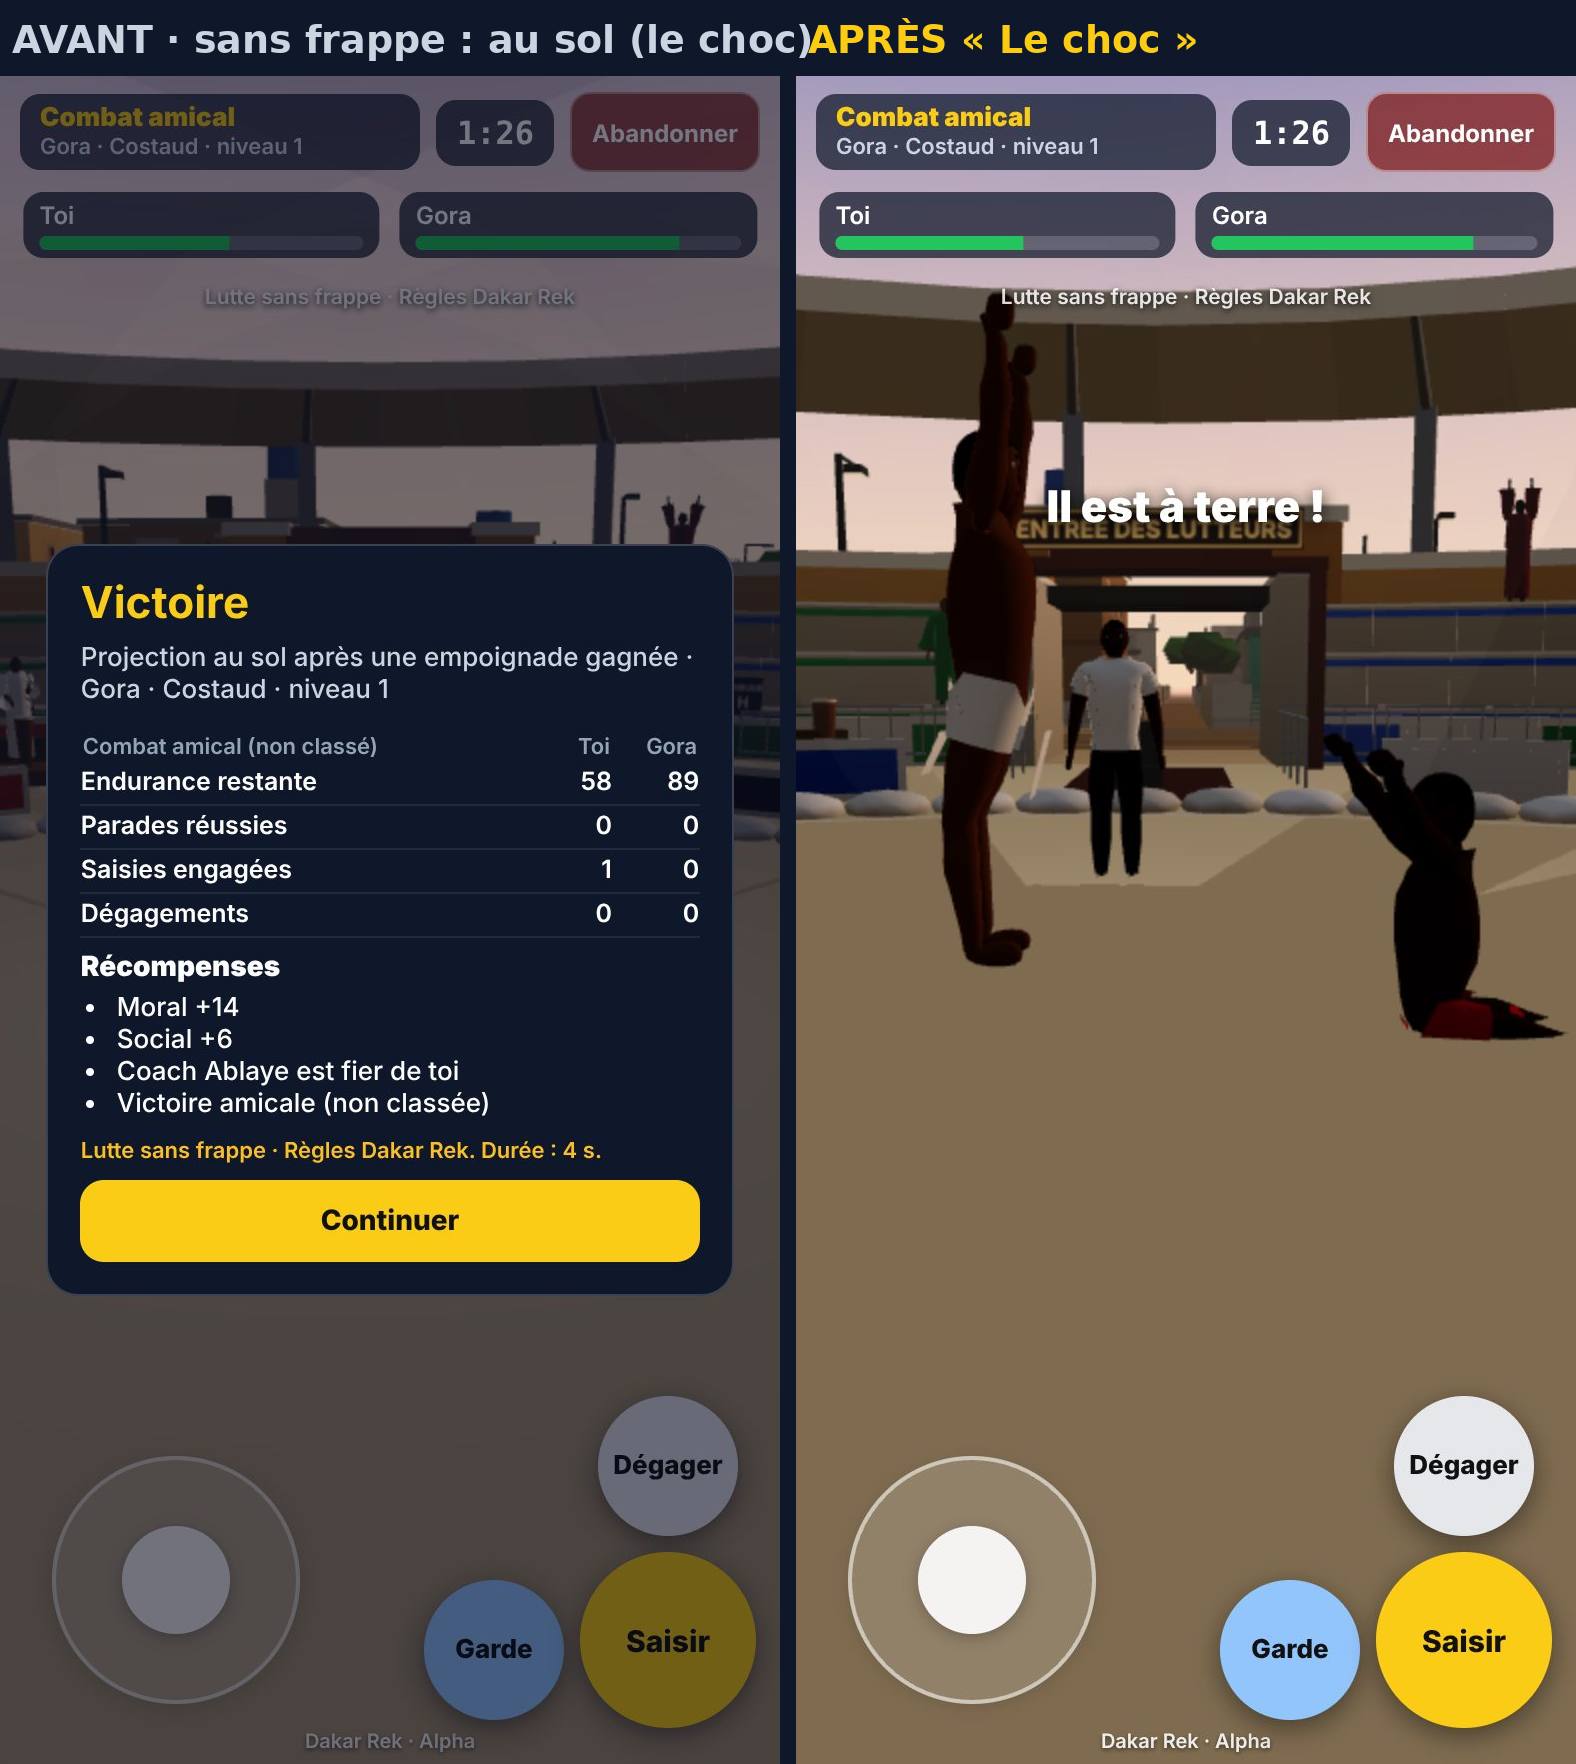 AVANT · sans frappe : au sol (le choc)
Combat amical
Gora · Costaud · niveau 1
1:26
Abandonner
Toi
Gora
Lutte sans frappe · Règles Dakar Rek
Victoire
Projection au sol après une empoignade gagnée ·
Gora · Costaud · niveau 1
Combat amical (non classé) Toi Gora
Endurance restante 58 89
Parades réussies 0 0
Saisies engagées 1 0
Dégagements 0 0
Récompenses
• Moral +14
• Social +6
• Coach Ablaye est fier de toi
• Victoire amicale (non classée)
Lutte sans frappe · Règles Dakar Rek. Durée : 4 s.
Continuer
Dégager
Garde
Saisir
Dakar Rek · Alpha
APRÈS « Le choc »
Combat amical
Gora · Costaud · niveau 1
1:26
Abandonner
Toi
Gora
Lutte sans frappe · Règles Dakar Rek
Il est à terre !
ENTRÉE DES LUTTEURS
Dégager
Garde
Saisir
Dakar Rek · Alpha